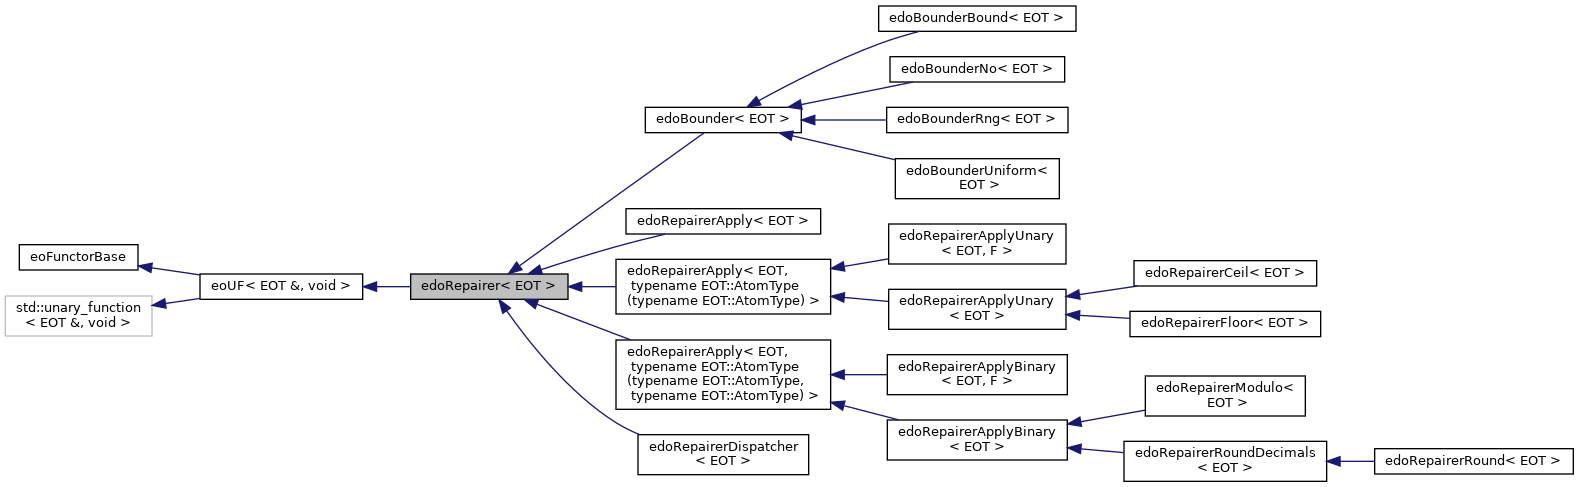 edoBounderBound< EOT >
edoBounderNo< EOT >
edoBounder< EOT >
edoBounderRng< EOT >
edoBounderUniform<
EOT >
edoRepairerApply< EOT >
edoRepairerApplyUnary
< EOT, F >
eoFunctorBase
edoRepairerApply< EOT,
typename EOT::AtomType
(typename EOT::AtomType) >
edoRepairerCeil< EOT >
eoUF< EOT &, void >
edoRepairer< EOT >
edoRepairerApplyUnary
< EOT >
std::unary_function
< EOT &, void >
edoRepairerFloor< EOT >
edoRepairerApply< EOT,
typename EOT::AtomType
(typename EOT::AtomType,
typename EOT::AtomType) >
edoRepairerApplyBinary
< EOT, F >
edoRepairerModulo<
EOT >
edoRepairerApplyBinary
< EOT >
edoRepairerDispatcher
< EOT >
edoRepairerRoundDecimals
< EOT >
edoRepairerRound< EOT >